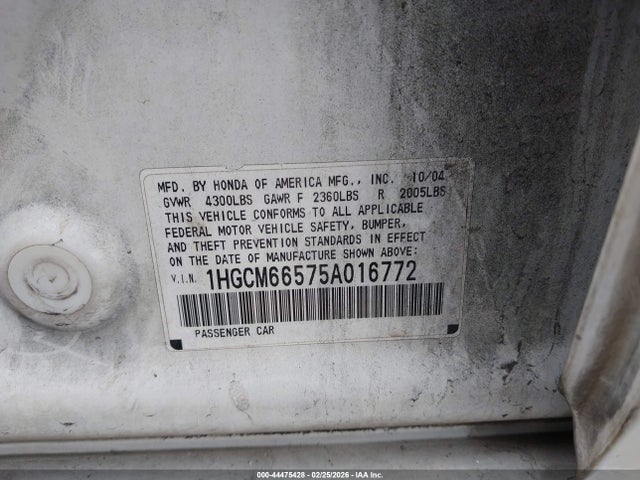 MFD. BY HONDA OF AMERICA MFG., INC. 10/04
GVWR 4300LBS GAWR F 2360LBS R 2005LBS
THIS VEHICLE CONFORMS TO ALL APPLICABLE
FEDERAL MOTOR VEHICLE SAFETY, BUMPER,
AND THEFT PREVENTION STANDARDS IN EFFECT
ON THE DATE OF MANUFACTURE SHOWN ABOVE:
V.I.N. 1HGCM66575A016772
PASSENGER CAR
000-44475428 - 02/25/2026 - IAA Inc.